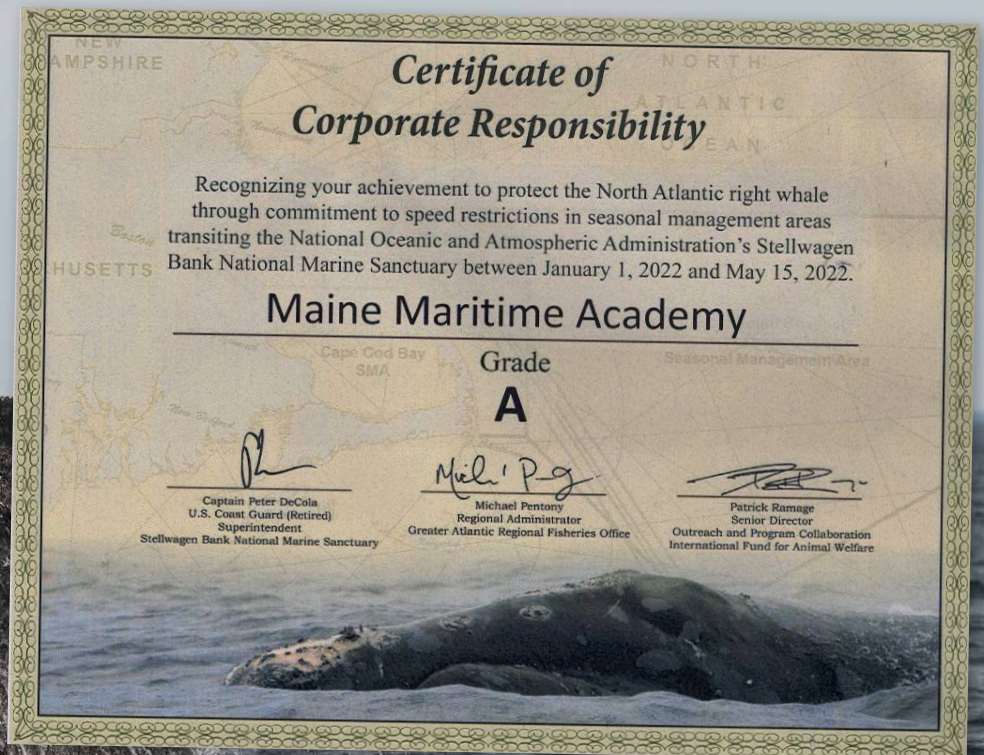 NEW
AMPSHIRE
NORTH
ATLANTIC
OCEAN
Certificate of
Corporate Responsibility
Recognizing your achievement to protect the North Atlantic right whale
through commitment to speed restrictions in seasonal management areas
transiting the National Oceanic and Atmospheric Administration's Stellwagen
Bank National Marine Sanctuary between January 1, 2022 and May 15, 2022.
Boston
HUSETTS
Maine Maritime Academy
Cape Cod Bay
SMA
Seasonal Management Area
Grade
A
New Bedford
Captain Peter DeCola
U.S. Coast Guard (Retired)
Superintendent
Stellwagen Bank National Marine Sanctuary
Michael Pentony
Regional Administrator
Greater Atlantic Regional Fisheries Office
Patrick Ramage
Senior Director
Outreach and Program Collaboration
International Fund for Animal Welfare